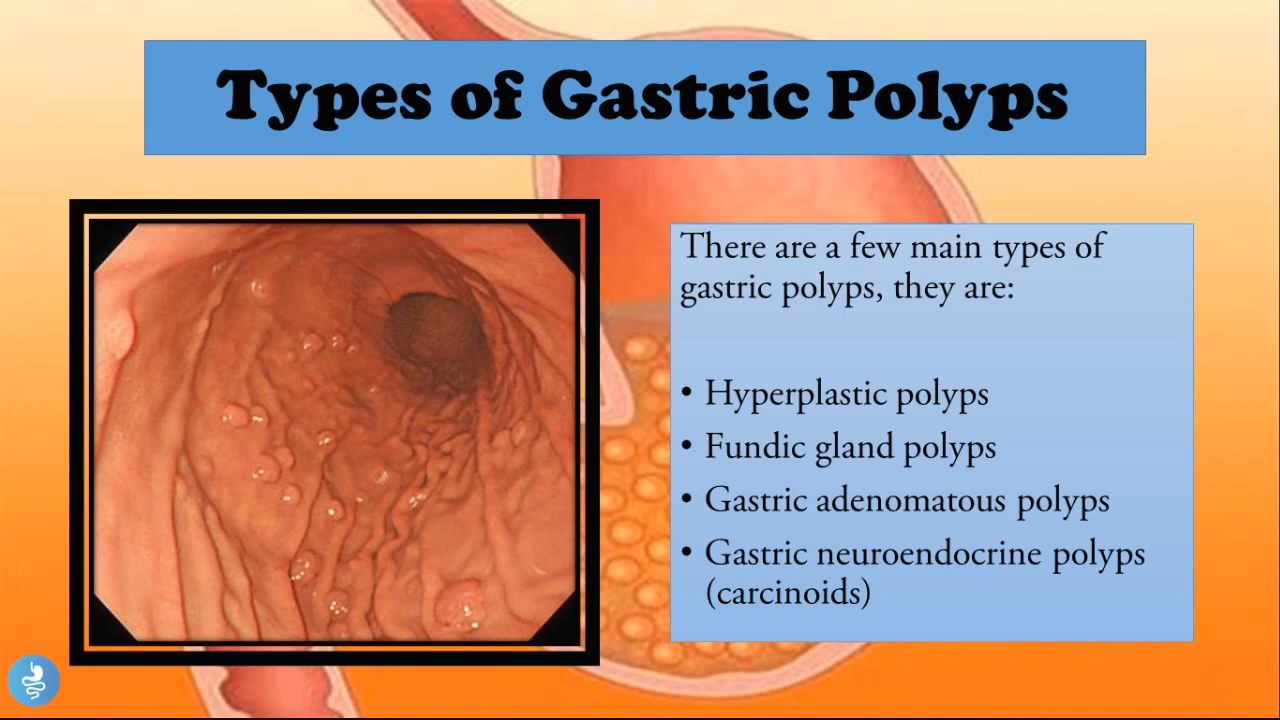 Types of Gastric Polyps
There are a few main types of
gastric polyps, they are:
• Hyperplastic polyps
• Fundic gland polyps
• Gastric adenomatous polyps
• Gastric neuroendocrine polyps
(carcinoids)